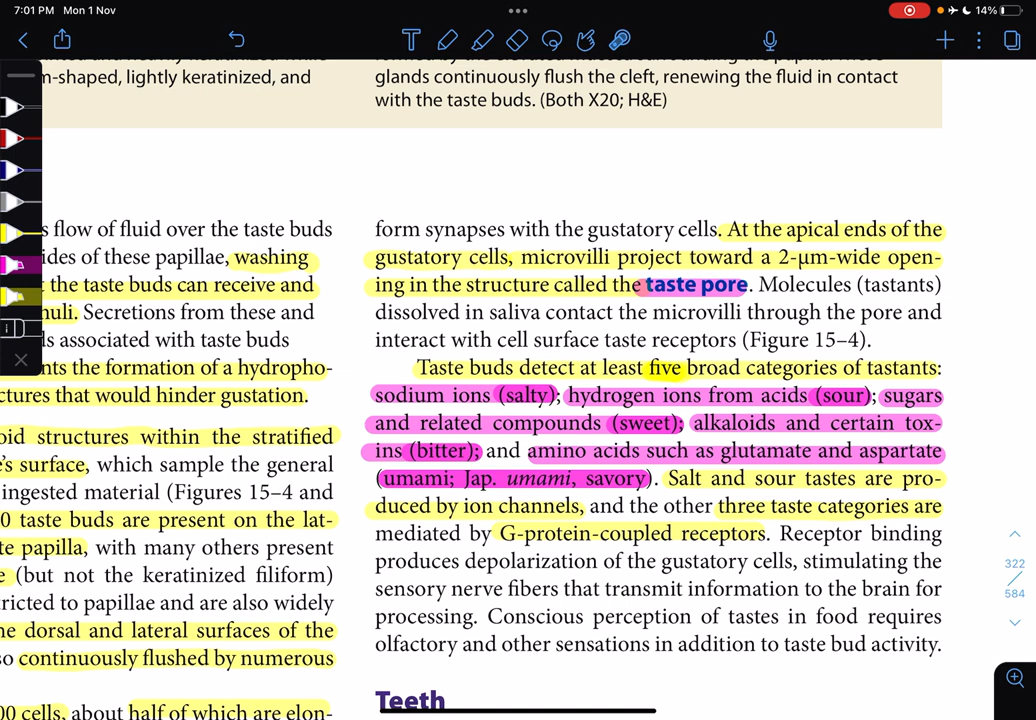 7:01 PM Mon 1 Nov
14%
m-shaped, lightly keratinized, and
glands continuously flush the cleft, renewing the fluid in contact
with the taste buds. (Both X20; H&E)
s flow of fluid over the taste buds
ides of these papillae, washing
the taste buds can receive and
muli. Secretions from these and
ds associated with taste buds
nts the formation of a hydropho-
ctures that would hinder gustation.
oid structures within the stratified
e's surface, which sample the general
ingested material (Figures 15–4 and
0 taste buds are present on the lat-
te papilla, with many others present
e (but not the keratinized filiform)
tricted to papillae and are also widely
he dorsal and lateral surfaces of the
so continuously flushed by numerous
00 cells, about half of which are elon-
form synapses with the gustatory cells. At the apical ends of the
gustatory cells, microvilli project toward a 2-μm-wide open-
ing in the structure called the taste pore. Molecules (tastants)
dissolved in saliva contact the microvilli through the pore and
interact with cell surface taste receptors (Figure 15–4).
Taste buds detect at least five broad categories of tastants:
sodium ions (salty); hydrogen ions from acids (sour); sugars
and related compounds (sweet); alkaloids and certain tox-
ins (bitter); and amino acids such as glutamate and aspartate
(umami; Jap. umami, savory). Salt and sour tastes are pro-
duced by ion channels, and the other three taste categories are
mediated by G-protein-coupled receptors. Receptor binding
produces depolarization of the gustatory cells, stimulating the
sensory nerve fibers that transmit information to the brain for
processing. Conscious perception of tastes in food requires
olfactory and other sensations in addition to taste bud activity.
Teeth
322
584